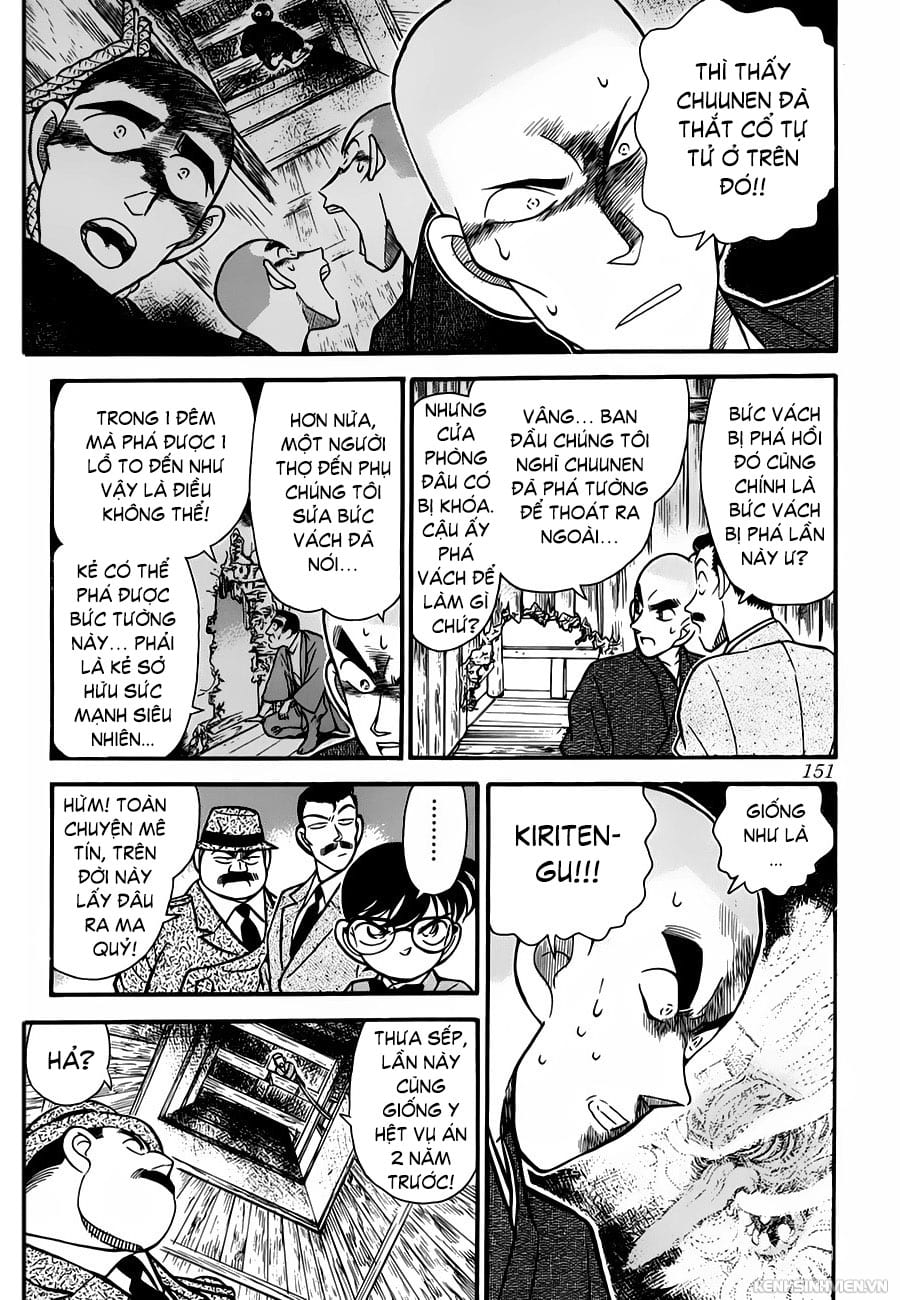 THÌ THẤY
CHUUNEN ĐÃ
THẮT CỔ TỰ
TỬ Ở TRÊN
ĐÓ!!
BỨC VÁCH
BỊ PHÁ HỒI
ĐÓ CŨNG
CHÍNH LÀ
BỨC VÁCH
BỊ PHÁ LẦN
NÀY Ư?
VÂNG... BAN
ĐẦU CHÚNG TÔI
NGHĨ CHUUNEN
ĐÃ PHÁ TƯỜNG
ĐỂ THOÁT RA
NGOÀI...
NHƯNG
CỬA
PHÒNG
ĐÂU CÓ
BỊ KHÓA.
CẬU ẤY
PHÁ
VÁCH ĐỂ
LÀM GÌ
CHỨ?
HƠN NỮA,
MỘT NGƯỜI
THỢ ĐẾN PHỤ
CHÚNG TÔI
SỬA BỨC
VÁCH ĐÃ
NÓI...
TRONG 1 ĐÊM
MÀ PHÁ ĐƯỢC 1
LỖ TO ĐẾN NHƯ
VẬY LÀ ĐIỀU
KHÔNG THỂ!
KẺ CÓ THỂ
PHÁ ĐƯỢC
BỨC TƯỜNG
NÀY... PHẢI
LÀ KẺ SỞ
HỮU SỨC
MẠNH SIÊU
NHIÊN...
151
GIỐNG
NHƯ LÀ
...
KIRITEN-
GU!!!
........
HỪM! TOÀN
CHUYỆN MÊ
TÍN, TRÊN
ĐỜI NÀY
LẤY ĐÂU
RA MA
QUỶ!
THƯA SẾP,
LẦN NÀY
CŨNG
GIỐNG Y
HỆT VỤ ÁN
2 NĂM
TRƯỚC!
HẢ?
KENHSINHVIEN.VN